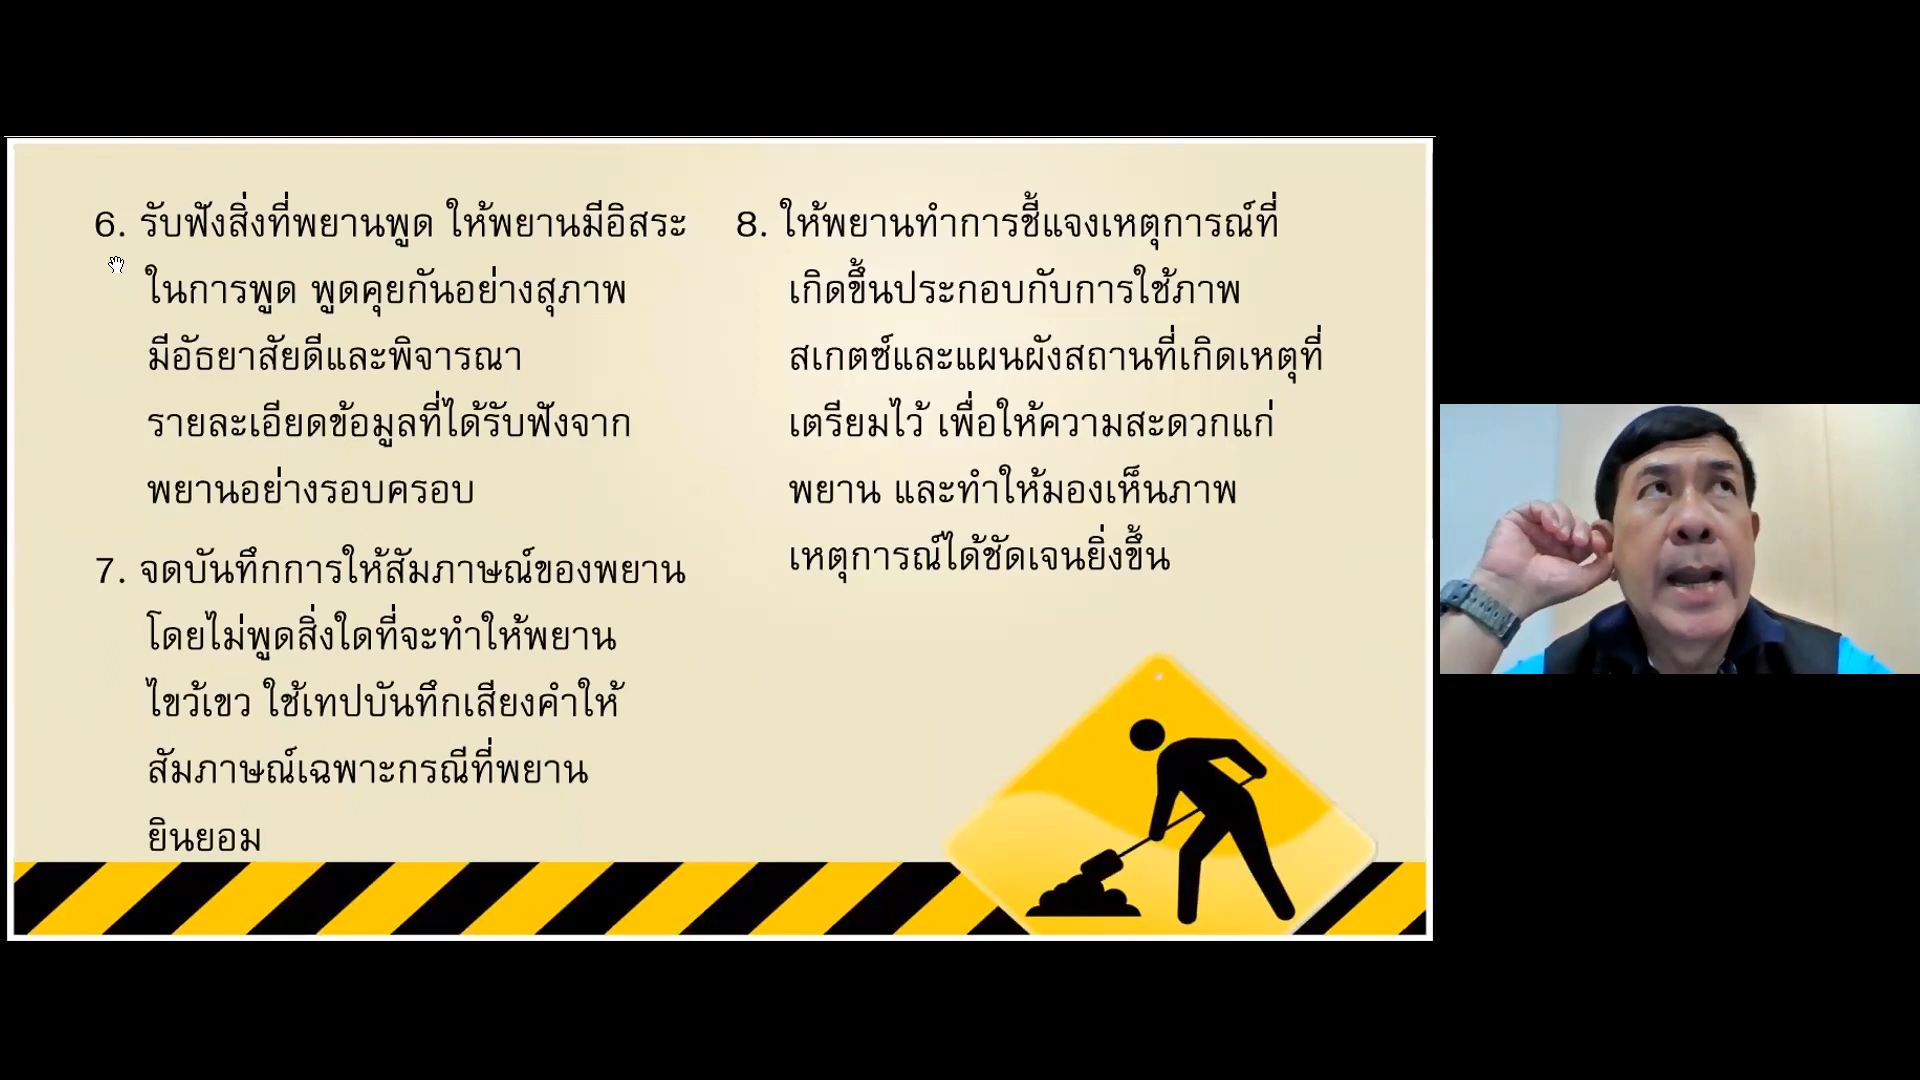 6. รับฟังสิ่งที่พยานพูด ให้พยานมีอิสระ
ในการพูด พูดคุยกันอย่างสุภาพ
มีอัธยาสัยดีและพิจารณา
รายละเอียดข้อมูลที่ได้รับฟังจาก
พยานอย่างรอบครอบ
7. จดบันทึกการให้สัมภาษณ์ของพยาน
โดยไม่พูดสิ่งใดที่จะทำให้พยาน
ไขว้เขว ใช้เทปบันทึกเสียงคำให้
สัมภาษณ์เฉพาะกรณีที่พยาน
ยินยอม
8. ให้พยานทำการชี้แจงเหตุการณ์ที่
เกิดขึ้นประกอบกับการใช้ภาพ
สเกตซ์และแผนผังสถานที่เกิดเหตุที่
เตรียมไว้ เพื่อให้ความสะดวกแก่
พยาน และทำให้มองเห็นภาพ
เหตุการณ์ได้ชัดเจนยิ่งขึ้น